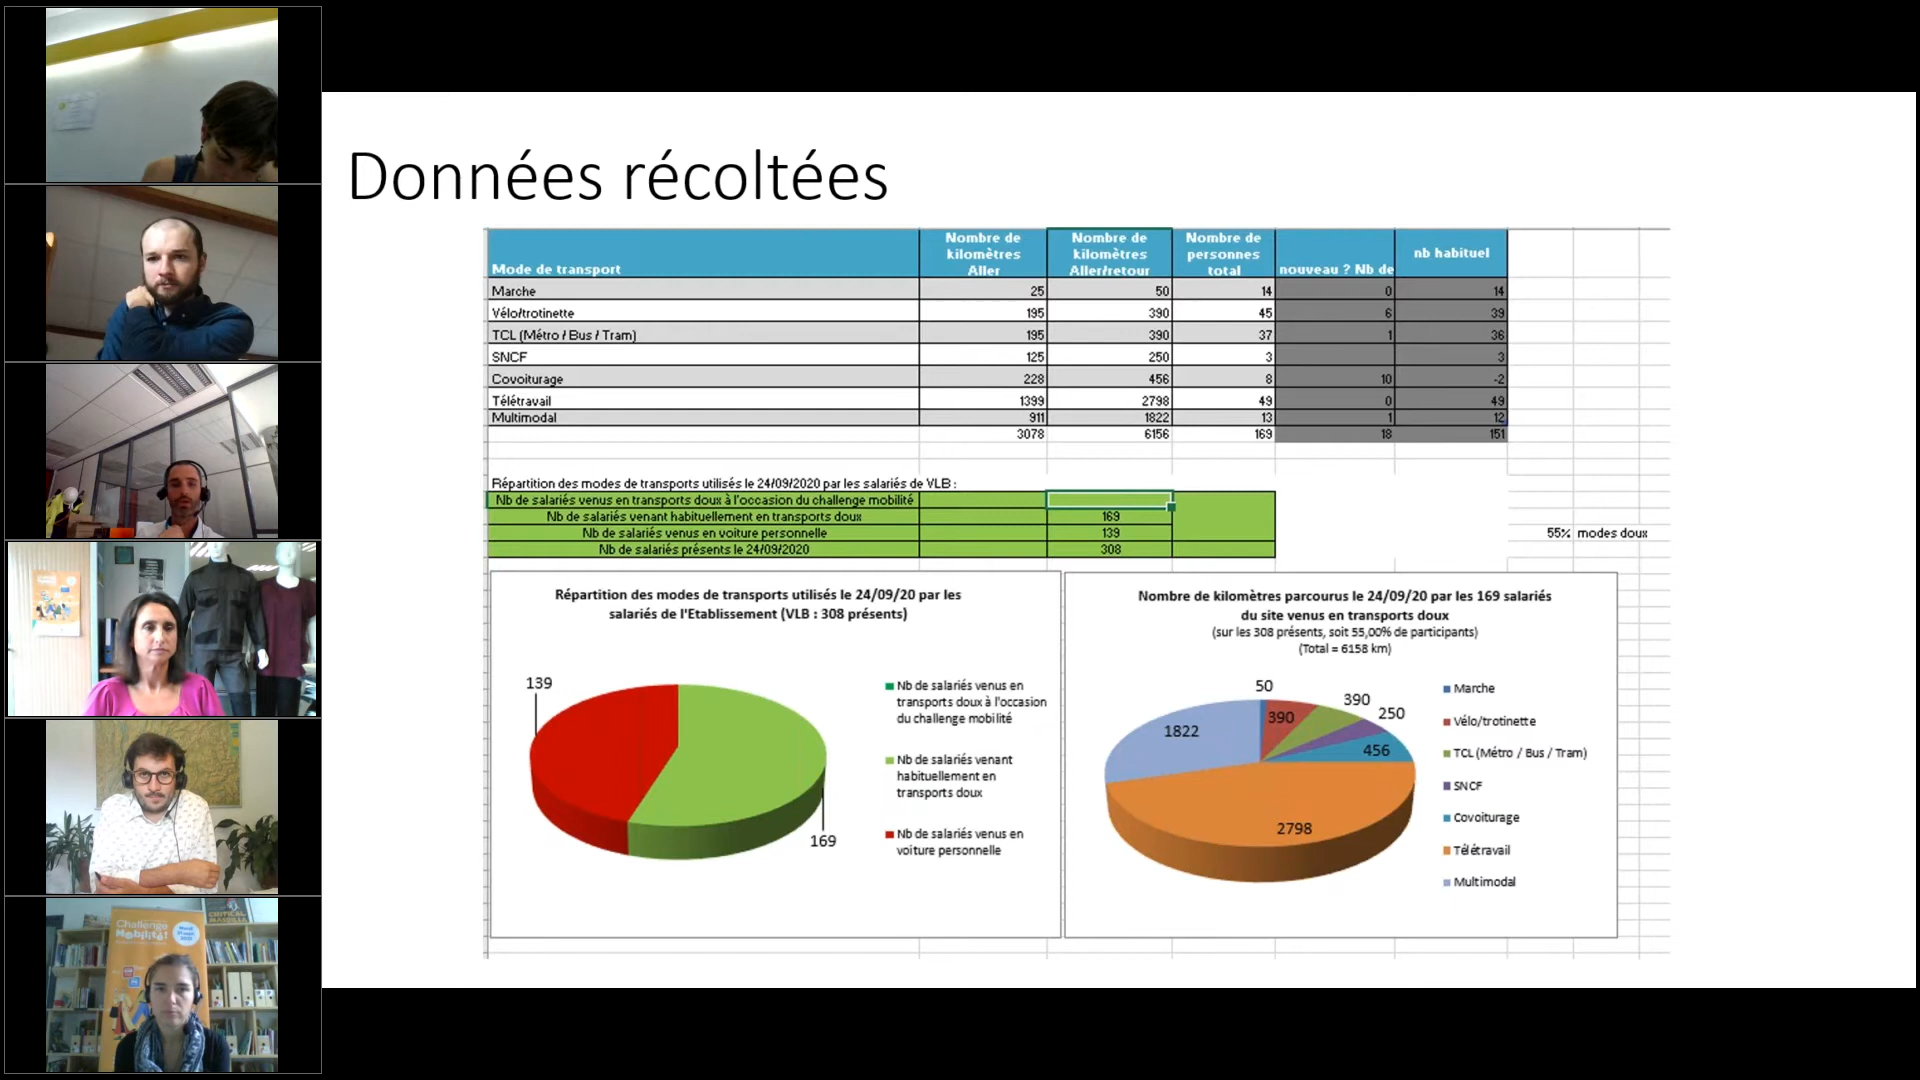 Données récoltées
Mode de transport Nombre de kilomètres Aller Nombre de kilomètres Aller/retour Nombre de personnes total nouveau ? Nb de nb habituel
Marche 25 50 14 0 14
Vélo/trotinette 195 390 45 6 39
TCL (Métro / Bus / Tram) 195 390 37 1 36
SNCF 125 250 3 3
Covoiturage 228 456 8 10 -2
Télétravail 1399 2798 49 0 49
Multimodal 911 1822 13 1 12
3078 6156 169 18 151
Répartition des modes de transports utilisés le 24/09/2020 par les salariés de VLB :
Nb de salariés venus en transports doux à l'occasion du challenge mobilité
Nb de salariés venant habituellement en transports doux 169
Nb de salariés venus en voiture personnelle 139
55% modes doux
Nb de salariés présents le 24/09/2020 308
Répartition des modes de transports utilisés le 24/09/20 par les
salariés de l'Etablissement (VLB : 308 présents)
139
169
Nb de salariés venus en
transports doux à l'occasion
du challenge mobilité
Nb de salariés venant
habituellement en
transports doux
Nb de salariés venus en
voiture personnelle
Nombre de kilomètres parcourus le 24/09/20 par les 169 salariés
du site venus en transports doux
(sur les 308 présents, soit 55,00% de participants)
(Total = 6158 km)
50
390
390
250
456
1822
2798
Marche
Vélo/trotinette
TCL (Métro / Bus / Tram)
SNCF
Covoiturage
Télétravail
Multimodal
Challenge
Mobilité!
CRITICAL